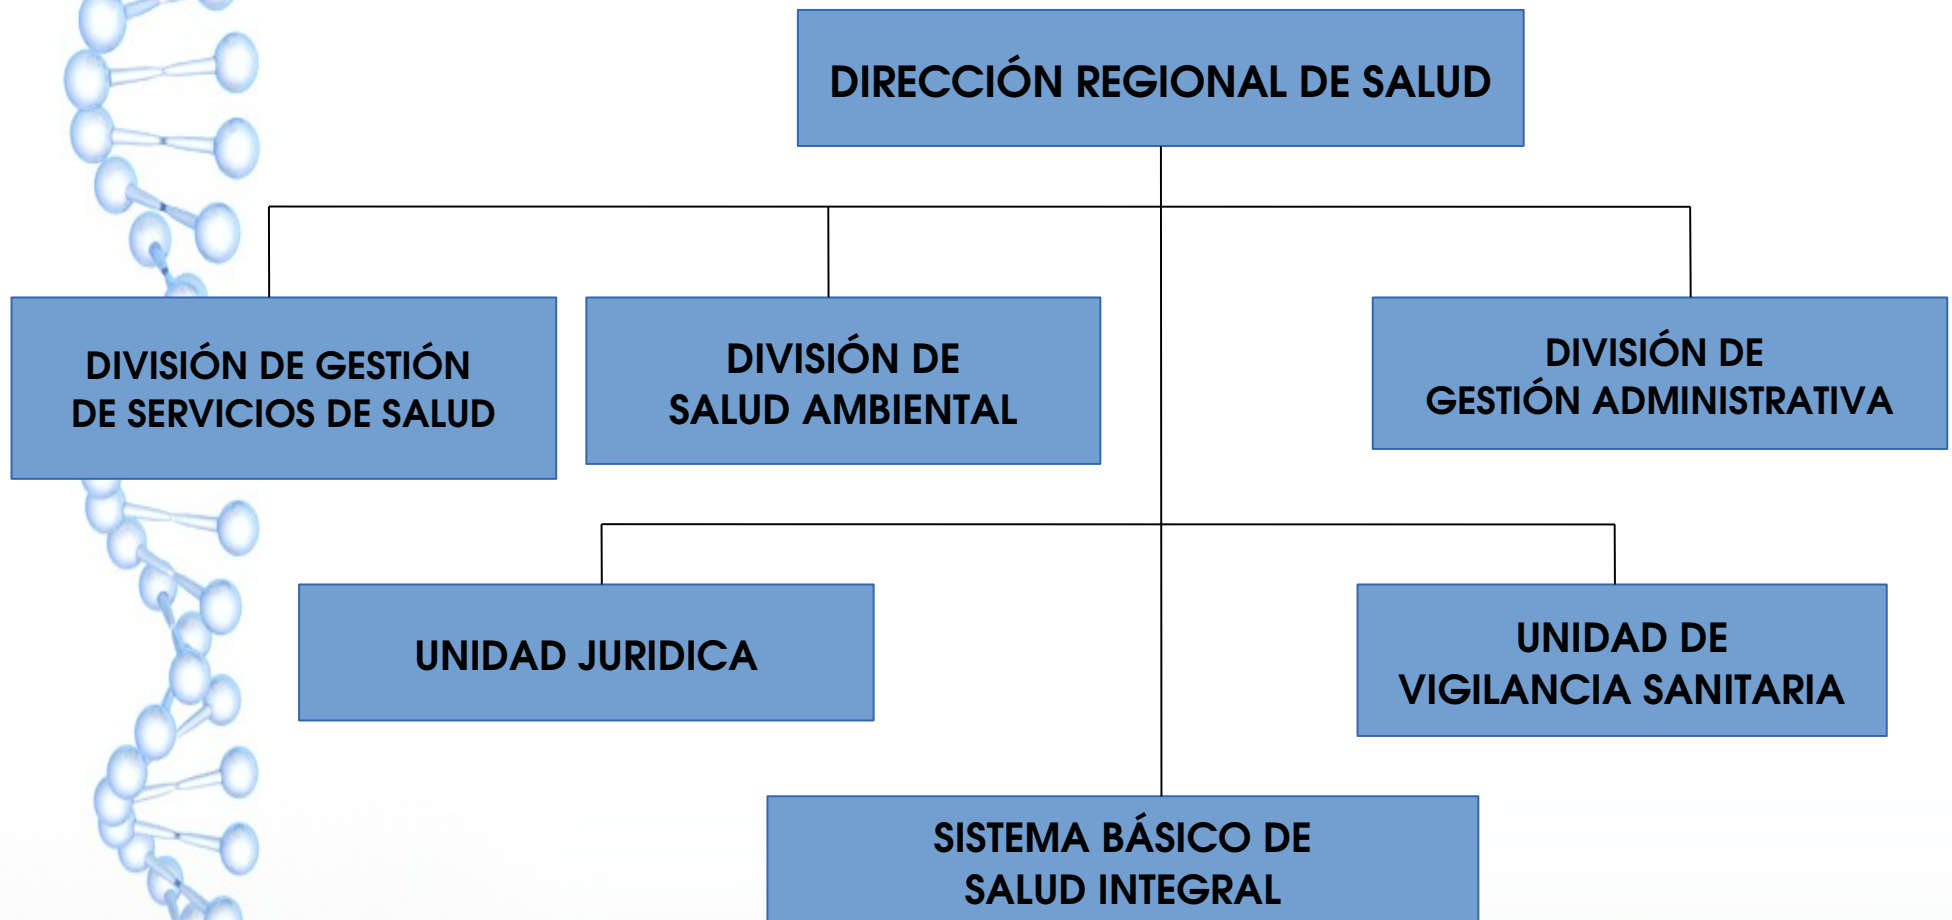 DIRECCIÓN REGIONAL DE SALUD
DIVISIÓN DE GESTIÓN
DE SERVICIOS DE SALUD
DIVISIÓN DE
SALUD AMBIENTAL
DIVISIÓN DE
GESTIÓN ADMINISTRATIVA
UNIDAD JURIDICA
UNIDAD DE
VIGILANCIA SANITARIA
SISTEMA BÁSICO DE
SALUD INTEGRAL